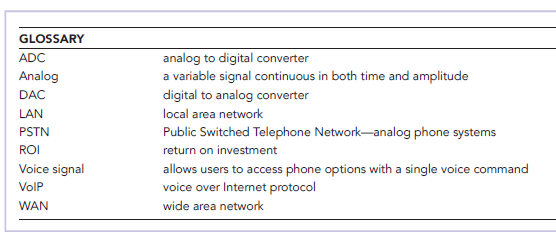 GLOSSARY
ADC analog to digital converter
Analog a variable signal continuous in both time and amplitude
DAC digital to analog converter
LAN local area network
PSTN Public Switched Telephone Network—analog phone systems
ROI return on investment
Voice signal allows users to access phone options with a single voice command
VoIP voice over Internet protocol
WAN wide area network